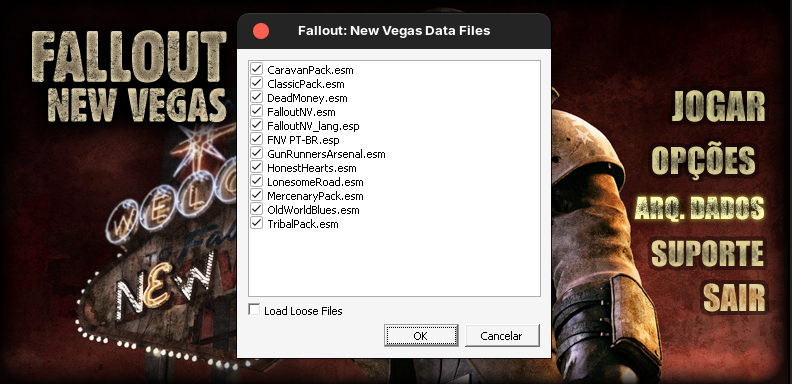 FALLOUT
NEW VEGAS
Fallout: New Vegas Data Files
CaravanPack.esm
ClassicPack.esm
DeadMoney.esm
FalloutNV.esm
FalloutNV_lang.esp
FNV PT-BR.esp
GunRunnersArsenal.esm
HonestHearts.esm
LonesomeRoad.esm
MercenaryPack.esm
OldWorldBlues.esm
TribalPack.esm
Load Loose Files
OK
Cancelar
JOGAR
OPÇÕES
ARQ. DADOS
SUPORTE
SAIR
WELCO
Fa
NEW